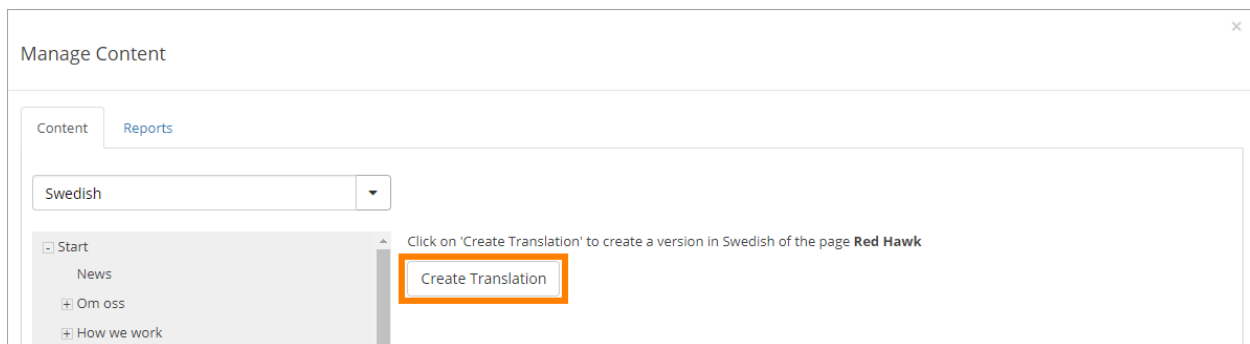 ×
Manage Content
Content Reports
Swedish
Start
News
Om oss
How we work
Click on 'Create Translation' to create a version in Swedish of the page Red Hawk
Create Translation